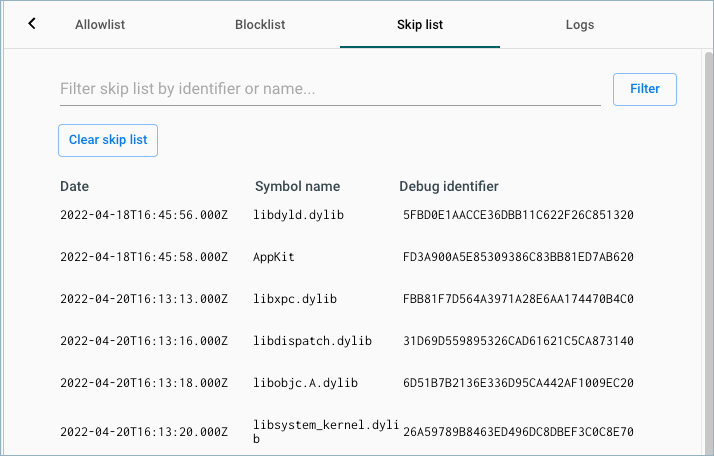 Allowlist Blocklist Skip list Logs
Filter skip list by identifier or name... Filter
Clear skip list
Date Symbol name Debug identifier
2022-04-18T16:45:56.000Z libdyld.dylib 5FBD0E1AACCE36DBB11C622F26C851320
2022-04-18T16:45:58.000Z AppKit FD3A900A5E85309386C83BB81ED7AB620
2022-04-20T16:13:13.000Z libxpc.dylib FBB81F7D564A3971A28E6AA174470B4C0
2022-04-20T16:13:16.000Z libdispatch.dylib 31D69D559895326CAD61621C5CA873140
2022-04-20T16:13:18.000Z libobjc.A.dylib 6D51B7B2136E336D95CA442AF1009EC20
2022-04-20T16:13:20.000Z libsystem_kernel.dyli 26A59789B8463ED496DC8DBEF3C0C8E70
b